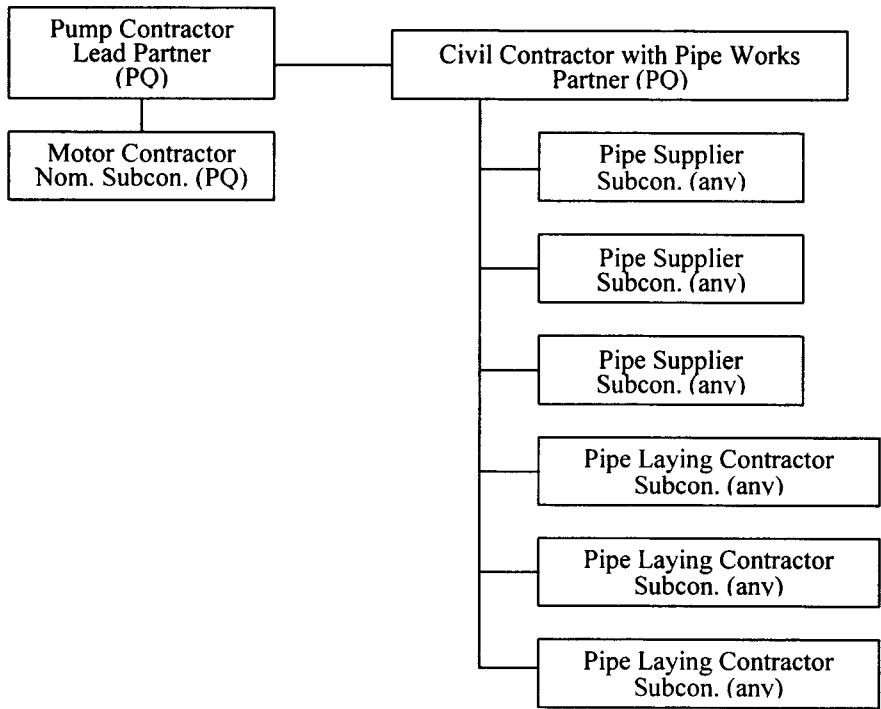 Pump Contractor
Lead Partner
(PQ)
Civil Contractor with Pipe Works
Partner (PQ)
Motor Contractor
Nom. Subcon. (PQ)
Pipe Supplier
Subcon. (any)
Pipe Supplier
Subcon. (any)
Pipe Supplier
Subcon. (any)
Pipe Laying Contractor
Subcon. (any)
Pipe Laying Contractor
Subcon. (any)
Pipe Laying Contractor
Subcon. (any)